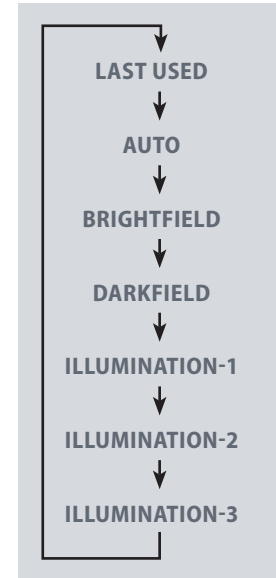 LAST USED
AUTO
BRIGHTFIELD
DARKFIELD
ILLUMINATION-1
ILLUMINATION-2
ILLUMINATION-3